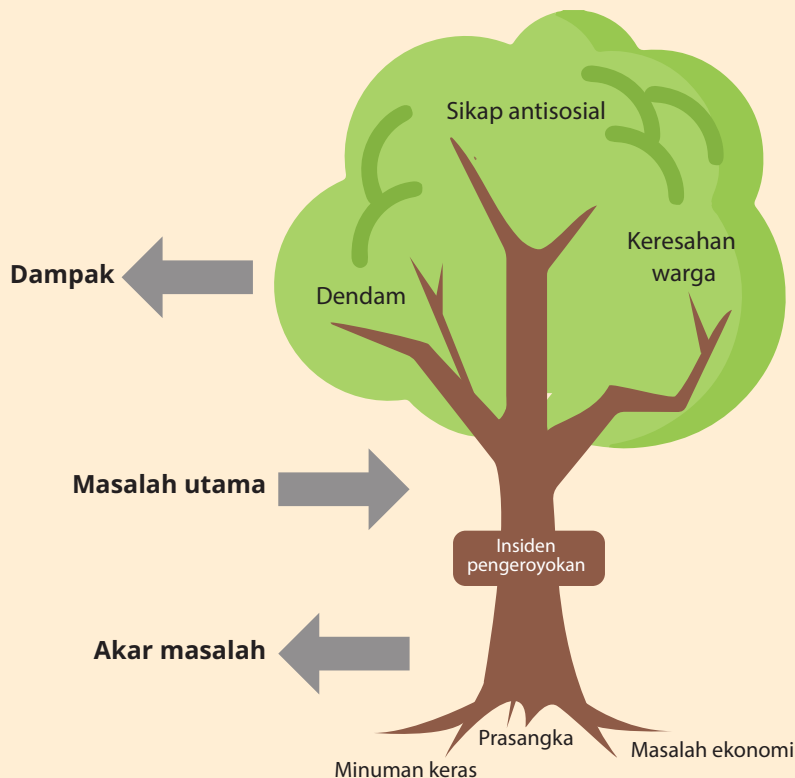 Sikap antisosial
Keresahan
warga
Dampak
Dendam
Masalah utama
Insiden
pengeroyokan
Akar masalah
Prasangka
Masalah ekonomi
Minuman keras